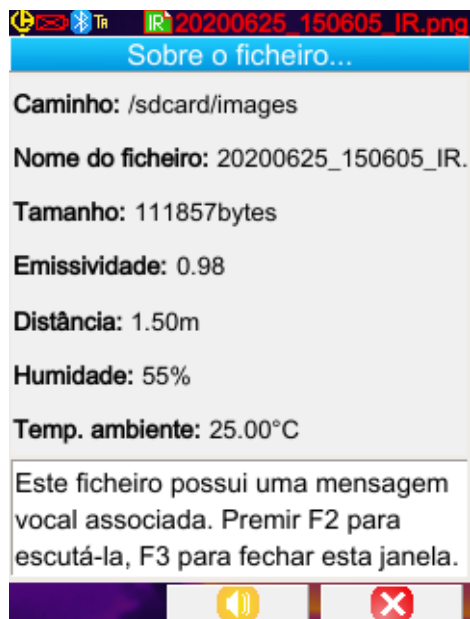 TA IR 20200625_150605_IR.png
Sobre o ficheiro...
Caminho: /sdcard/images
Nome do ficheiro: 20200625_150605_IR.
Tamanho: 111857bytes
Emissividade: 0.98
Distância: 1.50m
Humidade: 55%
Temp. ambiente: 25.00°C
Este ficheiro possui uma mensagem
vocal associada. Premir F2 para
escutá-la, F3 para fechar esta janela.